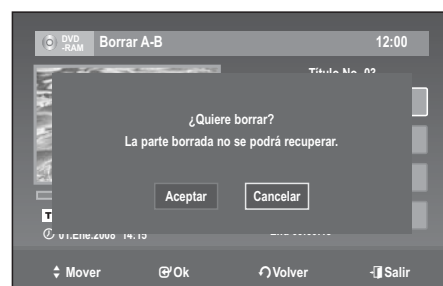 DVD -RAM Borrar A-B 12:00
Título No. 03
¿Quiere borrar?
La parte borrada no se podrá recuperar.
Aceptar Cancelar
01.Ene.2008 14:15
Mover Ok Volver Salir